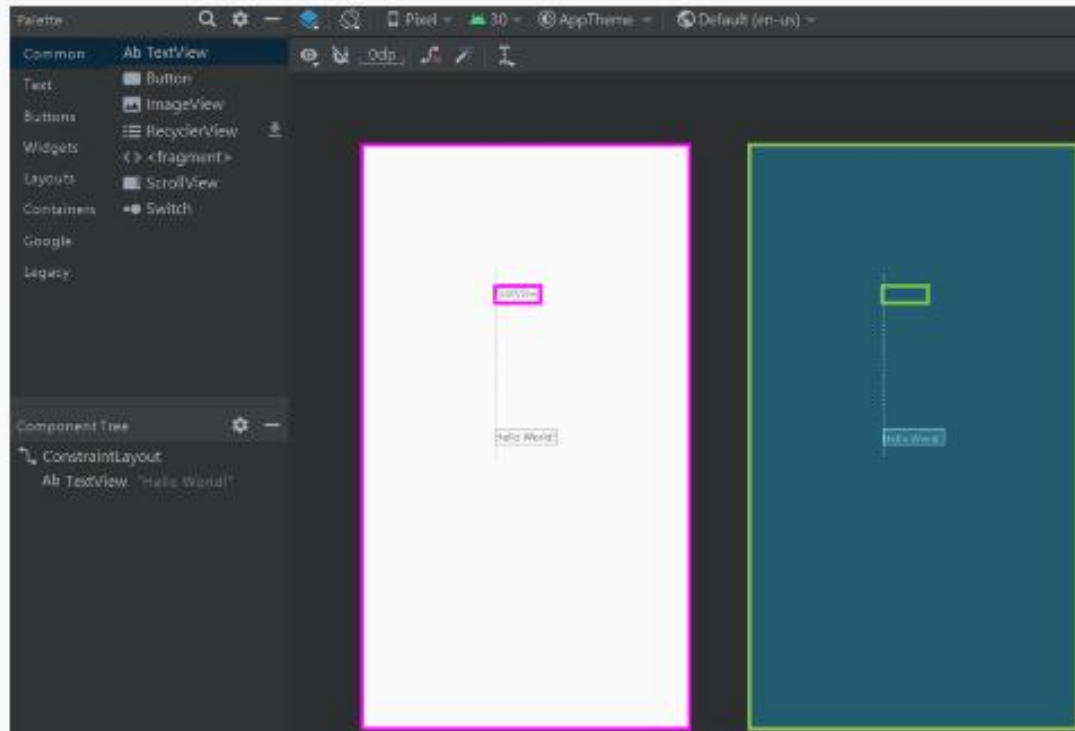 Palette
Pixel
30
AppTheme
Default (en-us)
Common
Text
Buttons
Widgets
Layouts
Containers
Google
Legacy
Ab TextView
Button
ImageView
RecyclerView
<> <fragment>
ScrollView
Switch
0dp
TextView
Hello World!
Hello World!
Component Tree
ConstraintLayout
Ab TextView "Hello World!"